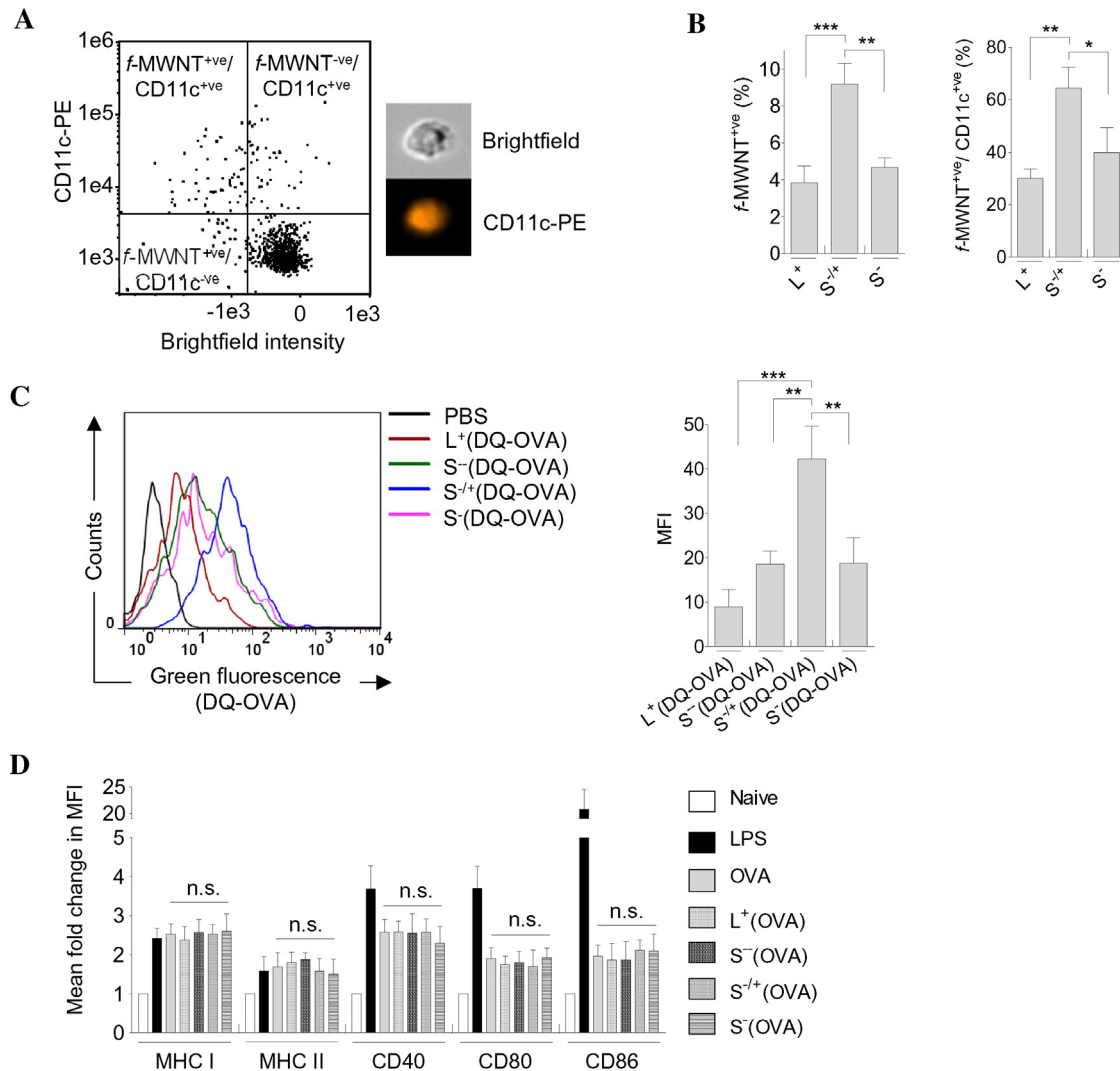 A
1e6
1e5
1e4
1e3
CD11c-PE
f-MWNT+ve/
CD11c+ve
f-MWNT-ve/
CD11c+ve
f-MWNT+ve/
CD11c-ve
-1e3
0
1e3
Brightfield intensity
Brightfield
CD11c-PE
B
f-MWNT+ve (%)
10
8
6
4
2
0
***
**
L+
S-/+
S-
f-MWNT+ve/ CD11c+ve (%)
80
60
40
20
0
**
*
L+
S-/+
S-
C
Counts
0
10^0
10^1
10^2
10^3
10^4
Green fluorescence
(DQ-OVA)
PBS
L+(DQ-OVA)
S--(DQ-OVA)
S-/+(DQ-OVA)
S-(DQ-OVA)
MFI
50
40
30
20
10
0
***
**
**
L+(DQ-OVA)
S--(DQ-OVA)
S-/+(DQ-OVA)
S-(DQ-OVA)
D
Mean fold change in MFI
25
20
5
4
3
2
1
0
n.s.
n.s.
n.s.
n.s.
n.s.
MHC I
MHC II
CD40
CD80
CD86
Naive
LPS
OVA
L+(OVA)
S--(OVA)
S-/+(OVA)
S-(OVA)